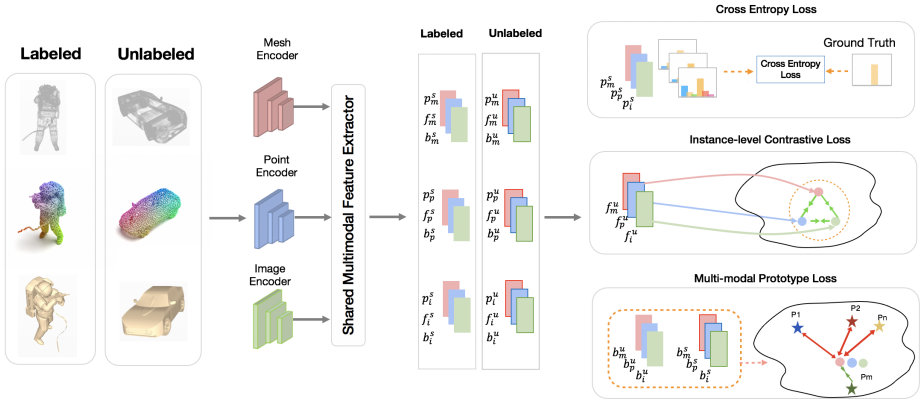 Labeled
Unlabeled
Mesh
Encoder
Point
Encoder
Image
Encoder
Shared Multimodal Feature Extractor
Labeled
Unlabeled
p_m^s
f_m^s
b_m^s
p_m^u
f_m^u
b_m^u
p_p^s
f_p^s
b_p^s
p_p^u
f_p^u
b_p^u
p_i^s
f_i^s
b_i^s
p_i^u
f_i^u
b_i^u
Cross Entropy Loss
p_m^s
p_p^s
p_i^s
Cross Entropy
Loss
Ground Truth
Instance-level Contrastive Loss
f_m^u
f_p^u
f_i^u
Multi-modal Prototype Loss
b_m^u
b_p^u
b_i^u
b_m^s
b_p^s
b_i^s
P1
P2
Pn
Pm